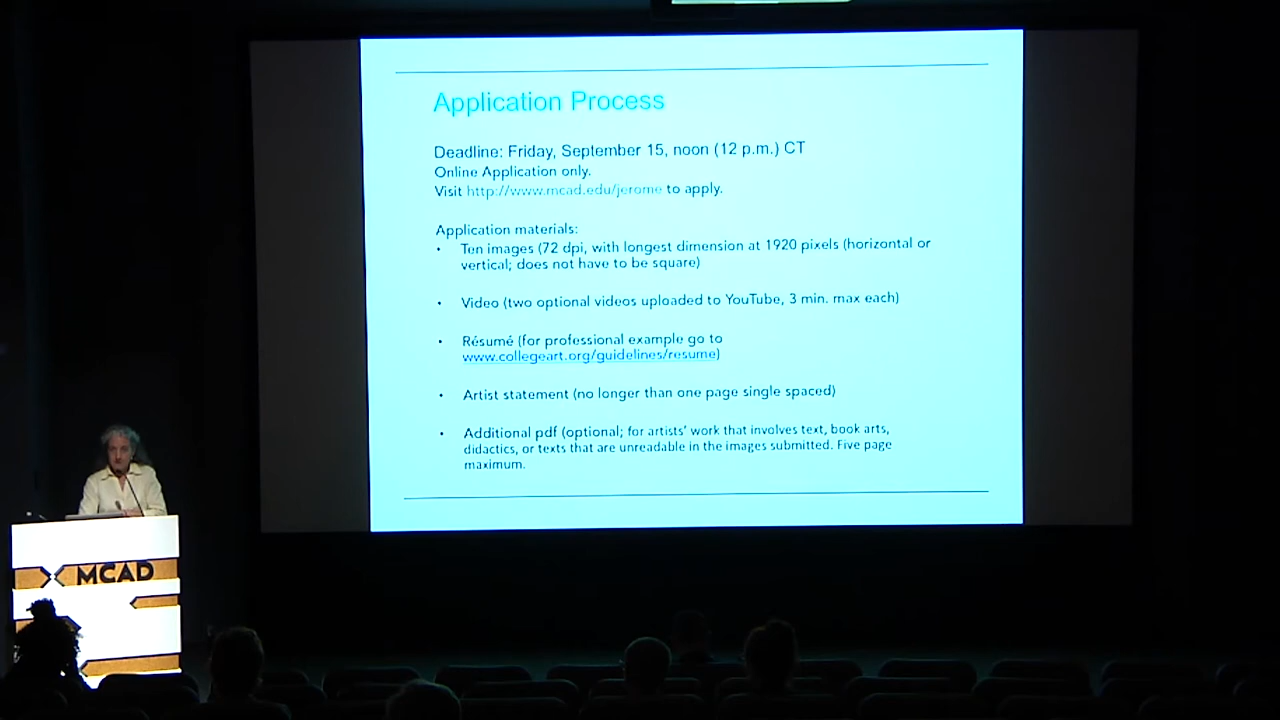 Application Process
Deadline: Friday, September 15, noon (12 p.m.) CT
Online Application only.
Visit http://www.mcad.edu/jerome to apply.
Application materials:
• Ten images (72 dpi, with longest dimension at 1920 pixels (horizontal or
vertical; does not have to be square)
• Video (two optional videos uploaded to YouTube, 3 min. max each)
• Résumé (for professional example go to
www.collegeart.org/guidelines/resume)
• Artist statement (no longer than one page single spaced)
• Additional pdf (optional; for artists' work that involves text, book arts,
didactics, or texts that are unreadable in the images submitted. Five page
maximum.
MCAD